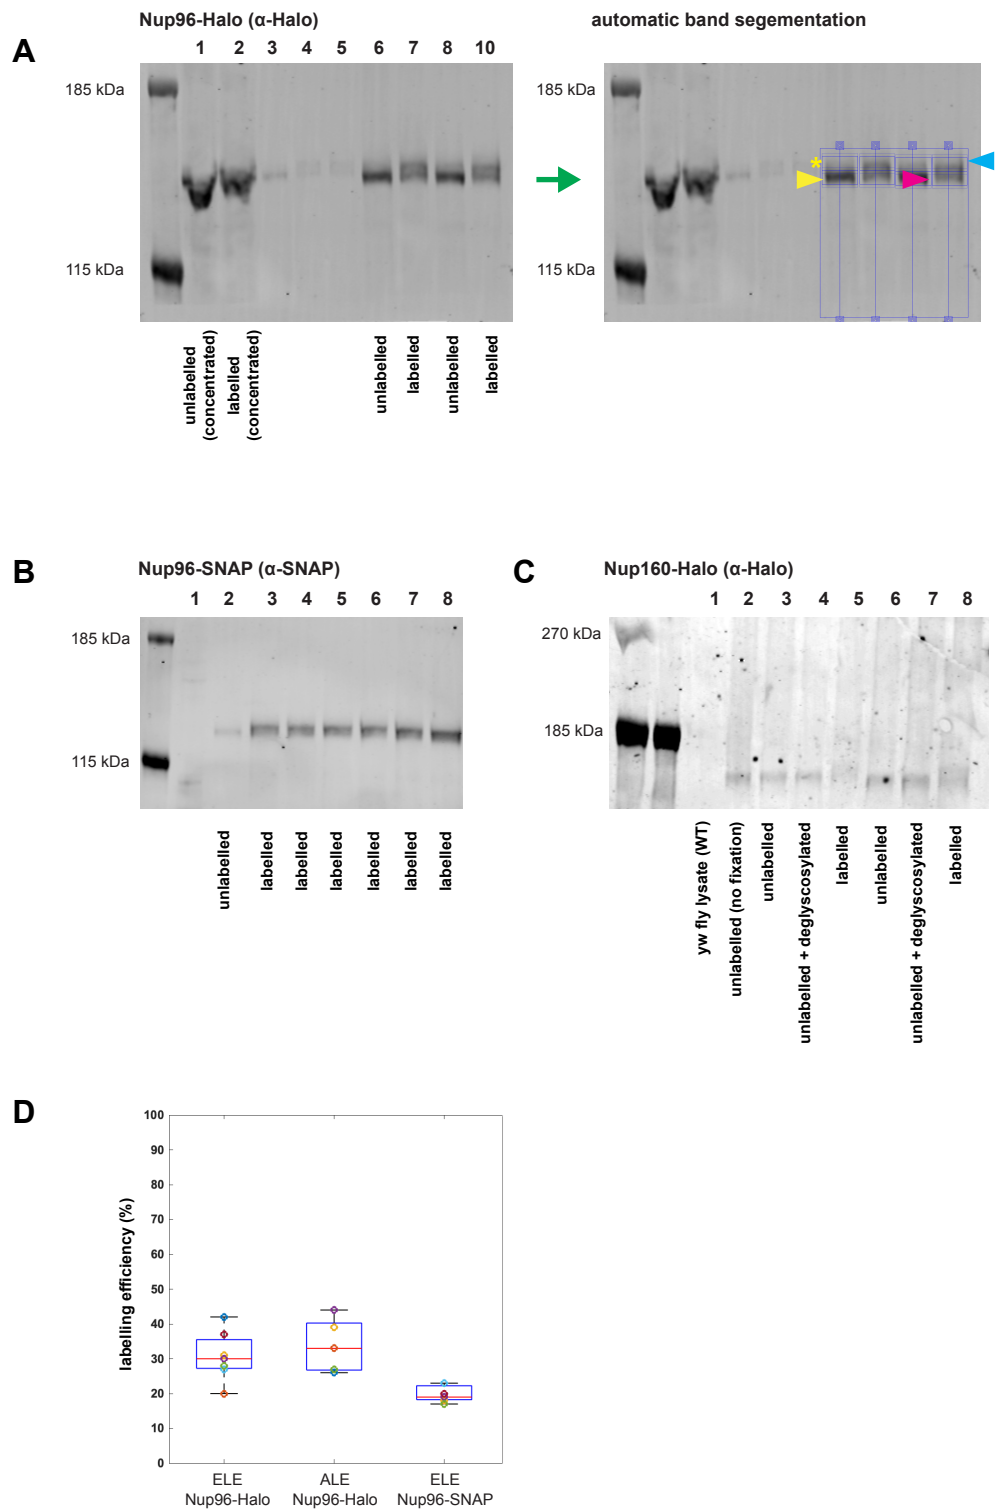 A
Nup96-Halo (α-Halo)
automatic band segementation
1 2 3 4 5 6 7 8 10
185 kDa
115 kDa
185 kDa
*
115 kDa
unlabelled
(concentrated)
labelled
(concentrated)
unlabelled
labelled
unlabelled
labelled
B
Nup96-SNAP (α-SNAP)
1 2 3 4 5 6 7 8
185 kDa
115 kDa
unlabelled
labelled
labelled
labelled
labelled
labelled
labelled
C
Nup160-Halo (α-Halo)
1 2 3 4 5 6 7 8
270 kDa
185 kDa
yw fly lysate (WT)
unlabelled (no fixation)
unlabelled
unlabelled + deglyscosylated
labelled
unlabelled
unlabelled + deglyscosylated
labelled
D
labelling efficiency (%)
100
90
80
70
60
50
40
30
20
10
0
ELE
Nup96-Halo
ALE
Nup96-Halo
ELE
Nup96-SNAP